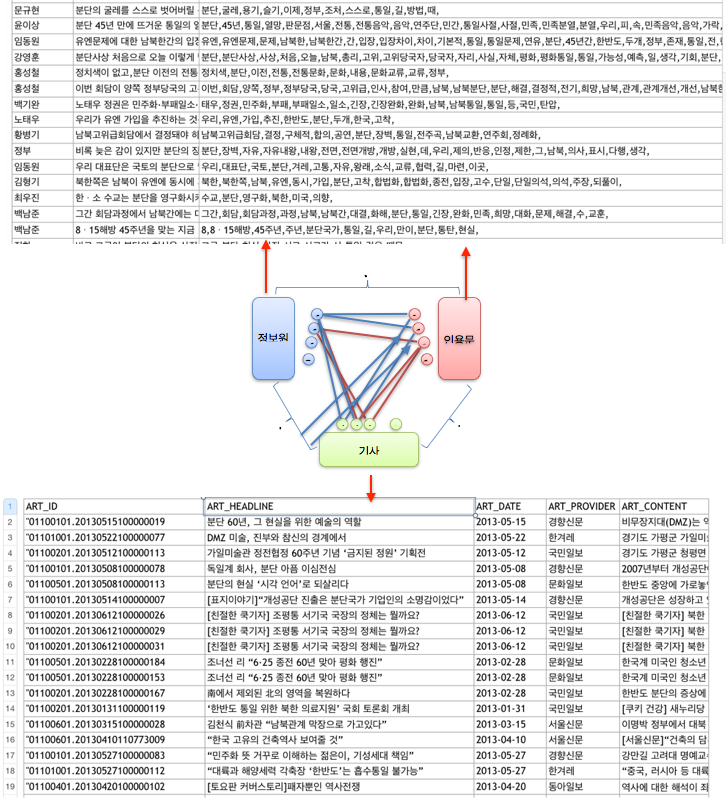 문규현 분단의 굴레를 스스로 벗어버릴 분단,굴레,용기,슬기,이제,정부,조처,스스로,통일,길,방법,때,
윤이상 분단 45년 만에 뜨거운 통일의 열 분단,45년,통일,열망,판문점,서울,전통,전통음악,음악,연주단,민간,통일사절,사절,민족,민족분열,분열,우리,피,속,민족음악,음악,가락,
임동원 유엔문제에 대한 남북한간의 입장 유엔,유엔문제,문제,남북한,남북한간,간,입장,입장차이,차이,기본적,통일,통일문제,연유,분단,45년간,한반도,두개,정부,존재,통일,전,
강영훈 분단사상 처음으로 오늘 이렇게 분단,분단사상,사상,처음,오늘,남북,총리,고위,고위당국자,당국자,자리,사실,자체,평화,평화통일,통일,가능성,예측,일,생각,기회,분단,
홍성철 정치색이 없고,분단 이전의 전통 정치색,분단,이전,전통,전통문화,문화,내용,문화교류,교류,정부,
홍성철 이번 회담이 양쪽 정부당국의 고 이번,회담,양쪽,정부,정부당국,당국,고위급,인사,참여,만큼,남북,남북분단,분단,해결,결정적,전기,희망,남북,관계,관계개선,개선,남북한
백기완 노태우 정권은 민주화·부패일소· 태우,정권,민주화,부패,부패일소,일소,긴장,긴장완화,완화,남북,남북통일,통일,등,국민,탄압,
노태우 우리가 유엔 가입을 추진하는 것은 우리,유엔,가입,추진,한반도,분단,두개,한국,고착,
황병기 남북고위급회담에서 결정돼야 하 남북고위급회담,결정,구체적,합의,공연,분단,장벽,통일,전주곡,남북교환,연주회,정례화,
정부 비록 늦은 감이 있지만 분단의 장 분단,장벽,자유,자유내왕,내왕,전면,전면개방,개방,실현,데,우리,제의,반응,인정,제한,그,남북,의사,표시,다행,생각,
임동원 우리 대표단은 국토의 분단으로 우리,대표단,국토,분단,겨레,고통,자유,왕래,소식,교류,협력,길,마련,이곳,
김형기 북한쪽은 남북이 유엔에 동시에 북한,북한쪽,남북,유엔,동시,가입,분단,고착,합법화,합법화,종전,입장,고수,단일,단일의석,의석,주장,되풀이,
최우진 한·소 수교는 분단을 영구화시키 수교,분단,영구화,북한,미국,의향,
백남준 그간 회담과정에서 남북간에는 대 그간,회담,회담과정,과정,남북,남북간,대결,화해,분단,통일,긴장,완화,민족,희망,대화,문제,해결,수,교훈,
백남준 8·15해방 45주년을 맞는 지금 8,8·15해방,45주년,주년,분단국가,통일,길,우리,만이,분단,통탄,현실,
정보원
인용문
기사
1 ART_ID ART_HEADLINE ART_DATE ART_PROVIDER ART_CONTENT
2 "01100101.20130515100000019 분단 60년, 그 현실을 위한 예술의 역할 2013-05-15 경향신문 비무장지대(DMZ)는 역
3 "01101001.20130522100000077 DMZ 미술, 진부와 참신의 경계에서 2013-05-22 한겨레 경기도 가평군 가일미
4 "01100201.20130512100000113 가일미술관 정전협정 60주년 기념 ‘금지된 정원’ 기획전 2013-05-12 국민일보 경기도 가평군 청평면
5 "01100101.20130508100000078 독일계 회사, 분단 아픔 이심전심 2013-05-08 경향신문 2007년부터 개성공단
6 "01100501.20130508100000113 분단의 현실 ‘시각 언어’로 되살리다 2013-05-08 문화일보 한반도 중앙에 가로놓
7 "01100101.20130514100000007 [표지이야기]“개성공단 진출은 분단국가 기업인의 소명감이었다” 2013-05-14 경향신문 개성공단은 성장하고
8 "01100201.20130612100000026 [친절한 쿡기자] 조평통 서기국 국장의 정체는 뭘까요? 2013-06-12 국민일보 [친절한 쿡기자] 북한
9 "01100201.20130612100000029 [친절한 쿡기자] 조평통 서기국 국장의 정체는 뭘까요? 2013-06-12 국민일보 [친절한 쿡기자] 북한
10 "01100201.20130612100000031 [친절한 쿡기자] 조평통 서기국 국장의 정체는 뭘까요? 2013-06-12 국민일보 [친절한 쿡기자] 북한
11 "01100501.20130228100000184 조너선 리 “6·25 종전 60년 맞아 평화 행진” 2013-02-28 문화일보 한국계 미국인 청소년
12 "01100501.20130228100000153 조너선 리 “6·25 종전 60년 맞아 평화 행진” 2013-02-28 문화일보 한국계 미국인 청소년
13 "01100201.20130228100000167 南에서 제외된 北의 영역을 복원하다 2013-02-28 국민일보 한반도 분단의 증상에
14 "01100201.20130131100000119 ‘한반도 통일 위한 북한 의료지원’ 국회 토론회 개최 2013-01-31 국민일보 [쿠키 건강] 새누리당
15 "01100601.20130315100000028 김천식 前차관 “남북관계 막장으로 가고있다” 2013-03-15 서울신문 이명박 정부에서 대북
16 "01100601.20130410110773009 “한국 고유의 건축역사 보여줄 것” 2013-04-10 서울신문 [서울신문]“건축의 담
17 "01100101.20130527100000083 “민주화 뜻 거꾸로 이해하는 젊은이, 기성세대 책임” 2013-05-27 경향신문 강만길 고려대 명예교
18 "01101001.20130527100000112 “대륙과 해양세력 각축장 ‘한반도’는 흡수통일 불가능” 2013-05-27 한겨레 “중국, 러시아 등 대륙
19 "01100401.20130420100000102 [토요판 커버스토리]패자뿐인 역사전쟁 2013-04-20 동아일보 역사에 대한 해석이 좌